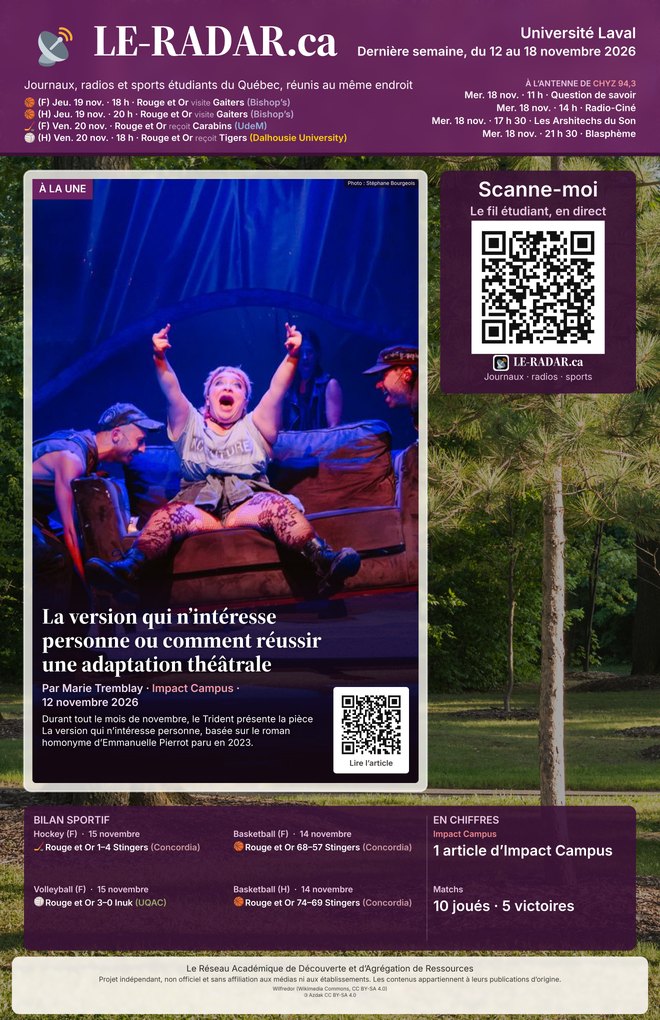 LE-RADAR.ca
Université Laval
Dernière semaine, du 12 au 18 novembre 2026
Journaux, radios et sports étudiants du Québec, réunis au même endroit
(F) Jeu. 19 nov. · 18 h · Rouge et Or visite Gaiters (Bishop's)
(H) Jeu. 19 nov. · 20 h · Rouge et Or visite Gaiters (Bishop's)
(F) Ven. 20 nov. · Rouge et Or reçoit Carabins (UdeM)
(H) Ven. 20 nov. · 18 h · Rouge et Or reçoit Tigers (Dalhousie University)
À L'ANTENNE DE CHYZ 94,3
Mer. 18 nov. · 11 h · Question de savoir
Mer. 18 nov. · 14 h · Radio-Ciné
Mer. 18 nov. · 17 h 30 · Les Arshitechs du Son
Mer. 18 nov. · 21 h 30 · Blasphème
À LA UNE
Photo : Stéphane Bourgeois
La version qui n'intéresse
personne ou comment réussir
une adaptation théâtrale
Par Marie Tremblay · Impact Campus ·
12 novembre 2026
Durant tout le mois de novembre, le Trident présente la pièce
La version qui n'intéresse personne, basée sur le roman
homonyme d'Emmanuelle Pierrot paru en 2023.
Lire l'article
Scanne-moi
Le fil étudiant, en direct
LE-RADAR.ca
Journaux · radios · sports
BILAN SPORTIF
Hockey (F) · 15 novembre
Rouge et Or 1–4 Stingers (Concordia)
Basketball (F) · 14 novembre
Rouge et Or 68–57 Stingers (Concordia)
Volleyball (F) · 15 novembre
Rouge et Or 3–0 Inuk (UQAC)
Basketball (H) · 14 novembre
Rouge et Or 74–69 Stingers (Concordia)
EN CHIFFRES
Impact Campus
1 article d'Impact Campus
Matchs
10 joués · 5 victoires
Le Réseau Académique de Découverte et d'Agrégation de Ressources
Projet indépendant, non officiel et sans affiliation aux médias ni aux établissements. Les contenus appartiennent à leurs publications d'origine.
Wilfredor (Wikimedia Commons, CC BY-SA 4.0)
Azdak CC BY-SA 4.0